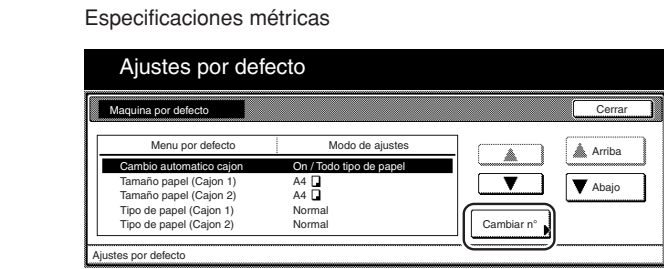 Especificaciones métricas
Ajustes por defecto
Maquina por defecto
Cerrar
Menu por defecto Modo de ajustes
Cambio automatico cajon On / Todo tipo de papel
Tamaño papel (Cajon 1) A4
Tamaño papel (Cajon 2) A4
Tipo de papel (Cajon 1) Normal
Tipo de papel (Cajon 2) Normal
Arriba
Abajo
Cambiar n°
Ajustes por defecto